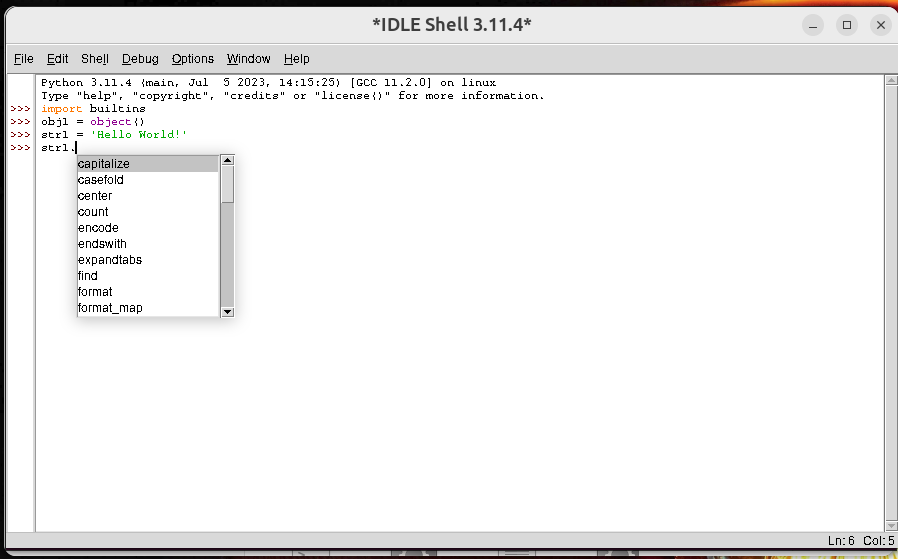 *IDLE Shell 3.11.4*
File Edit Shell Debug Options Window Help
Python 3.11.4 (main, Jul  5 2023, 14:15:25) [GCC 11.2.0] on linux
Type "help", "copyright", "credits" or "license()" for more information.
>>> import builtins
>>> obj1 = object()
>>> str1 = 'Hello World!'
>>> str1.
capitalize
casefold
center
count
encode
endswith
expandtabs
find
format
format_map
Ln: 6 Col: 5